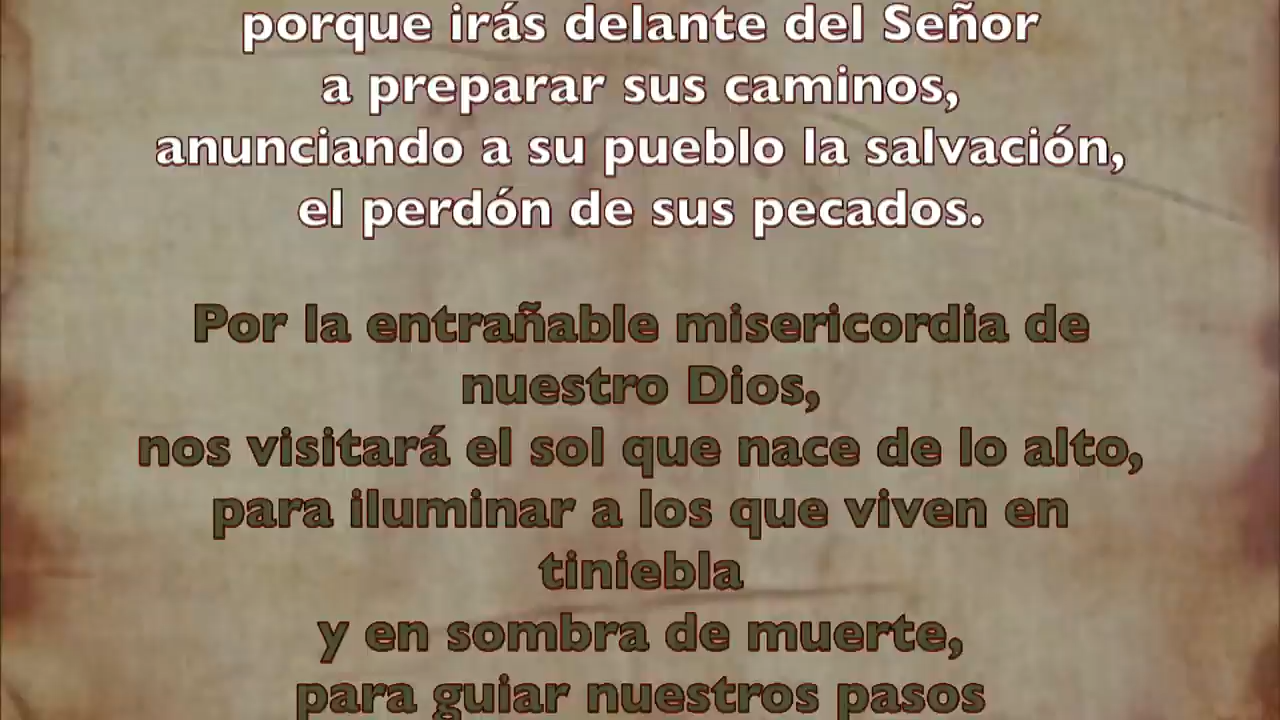 porque irás delante del Señor
a preparar sus caminos,
anunciando a su pueblo la salvación,
el perdón de sus pecados.
Por la entrañable misericordia de
nuestro Dios,
nos visitará el sol que nace de lo alto,
para iluminar a los que viven en
tiniebla
y en sombra de muerte,
para guiar nuestros pasos